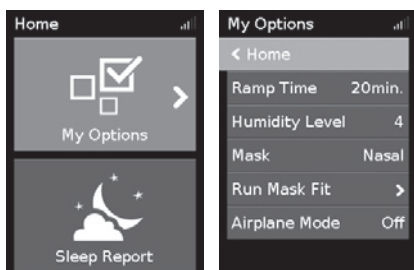 Home
My Options
Sleep Report
My Options
< Home
Ramp Time 20min.
Humidity Level 4
Mask Nasal
Run Mask Fit >
Airplane Mode Off